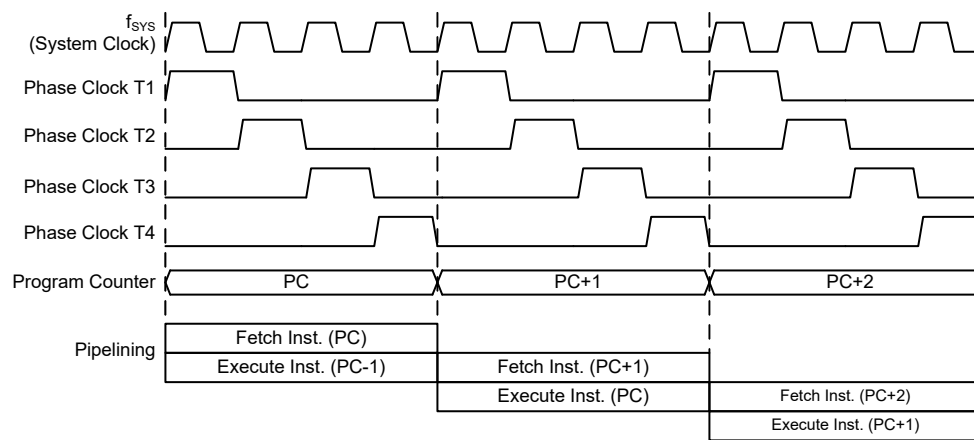 fSYS
(System Clock)
Phase Clock T1
Phase Clock T2
Phase Clock T3
Phase Clock T4
Program Counter PC PC+1 PC+2
Fetch Inst. (PC)
Pipelining
Execute Inst. (PC-1) Fetch Inst. (PC+1)
Execute Inst. (PC) Fetch Inst. (PC+2)
Execute Inst. (PC+1)